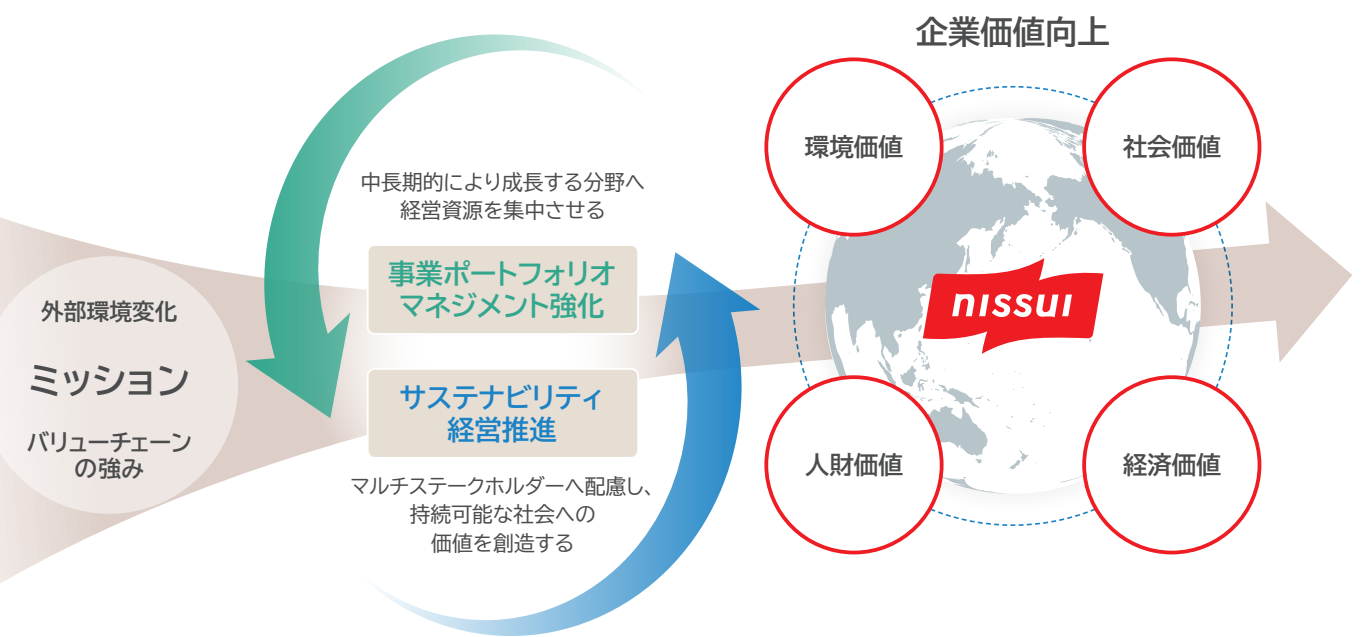 外部環境変化
ミッション
バリューチェーン
の強み
中長期的により成長する分野へ
経営資源を集中させる
事業ポートフォリオ
マネジメント強化
サステナビリティ
経営推進
マルチステークホルダーへ配慮し、
持続可能な社会への
価値を創造する
企業価値向上
環境価値
社会価値
nissui
人財価値
経済価値